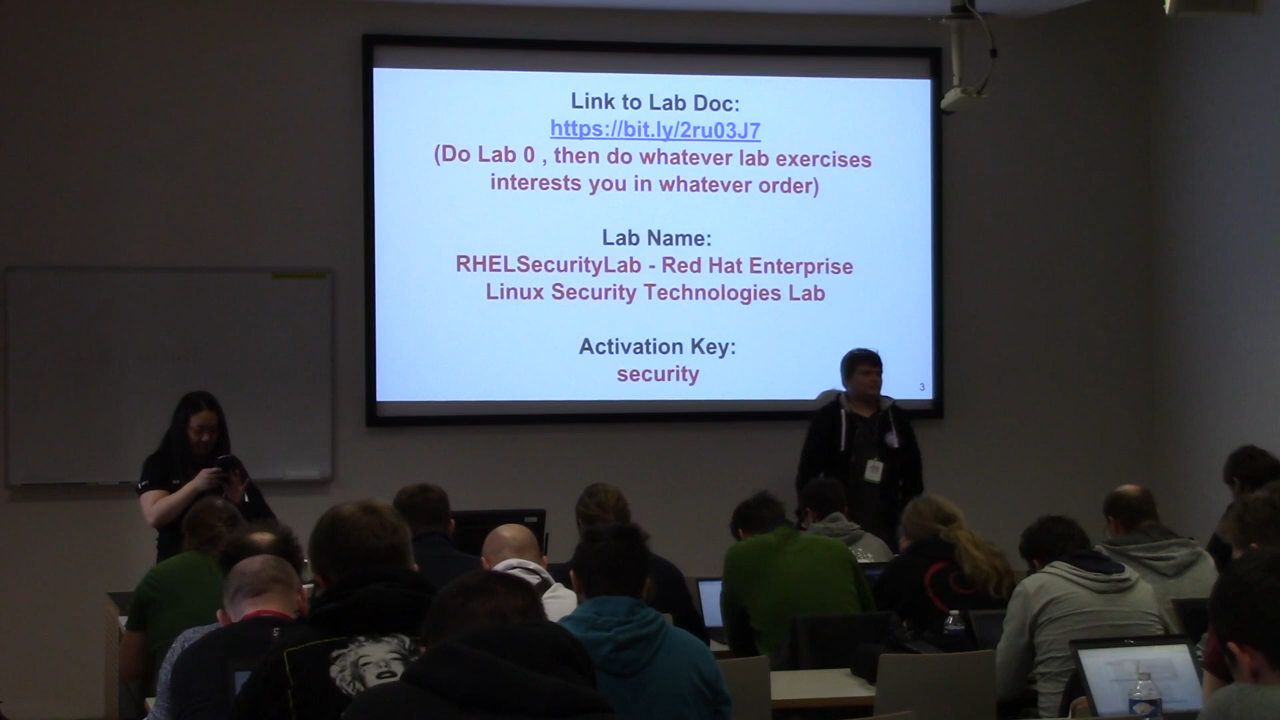 Link to Lab Doc:
https://bit.ly/2ru03J7
(Do Lab 0 , then do whatever lab exercises
interests you in whatever order)
Lab Name:
RHELSecurityLab - Red Hat Enterprise
Linux Security Technologies Lab
Activation Key:
security
3